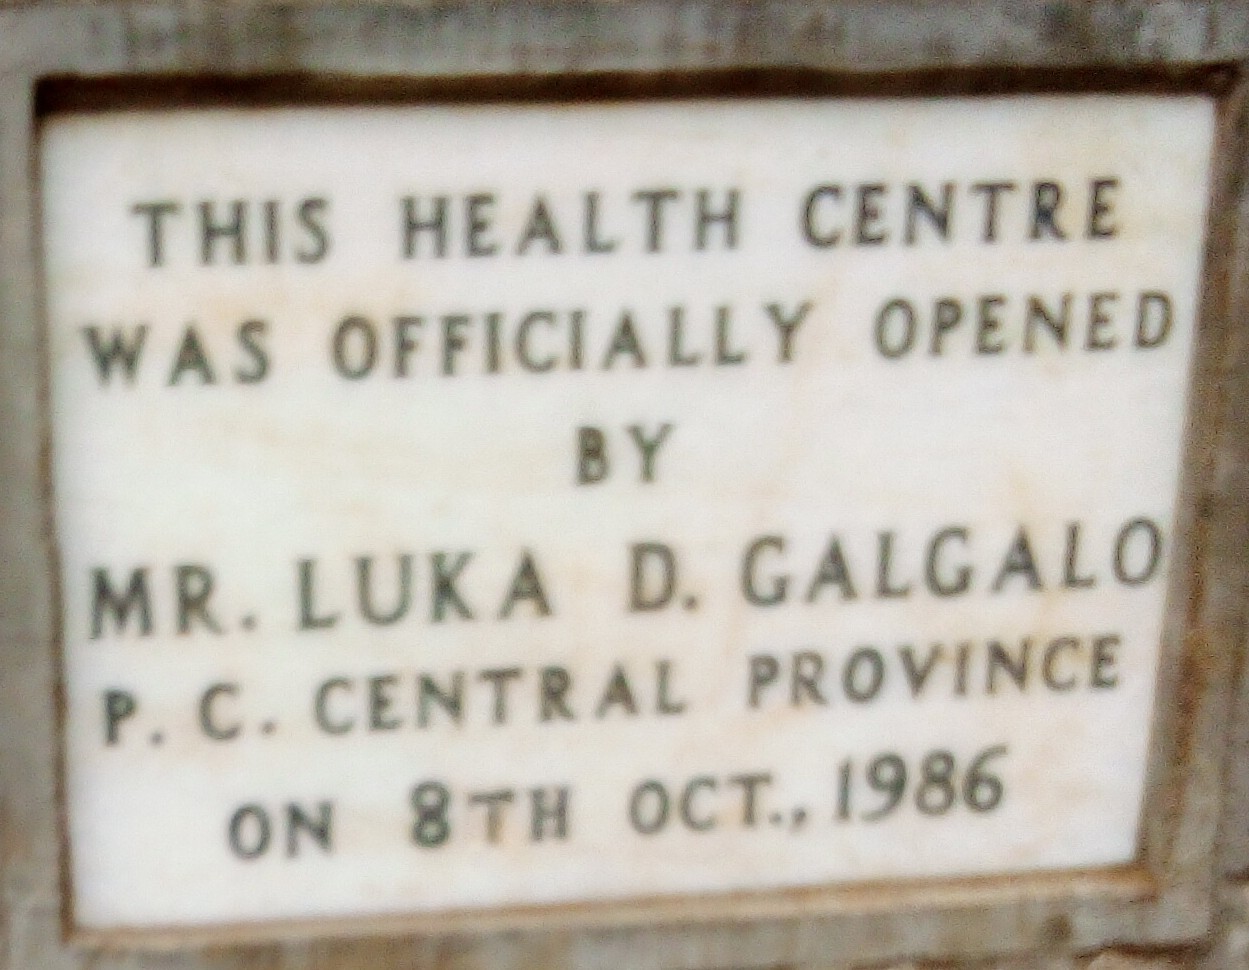 THIS HEALTH CENTRE
WAS OFFICIALLY OPENED
BY
MR. LUKA D. GALGALO
P. C. CENTRAL PROVINCE
ON 8TH OCT., 1986